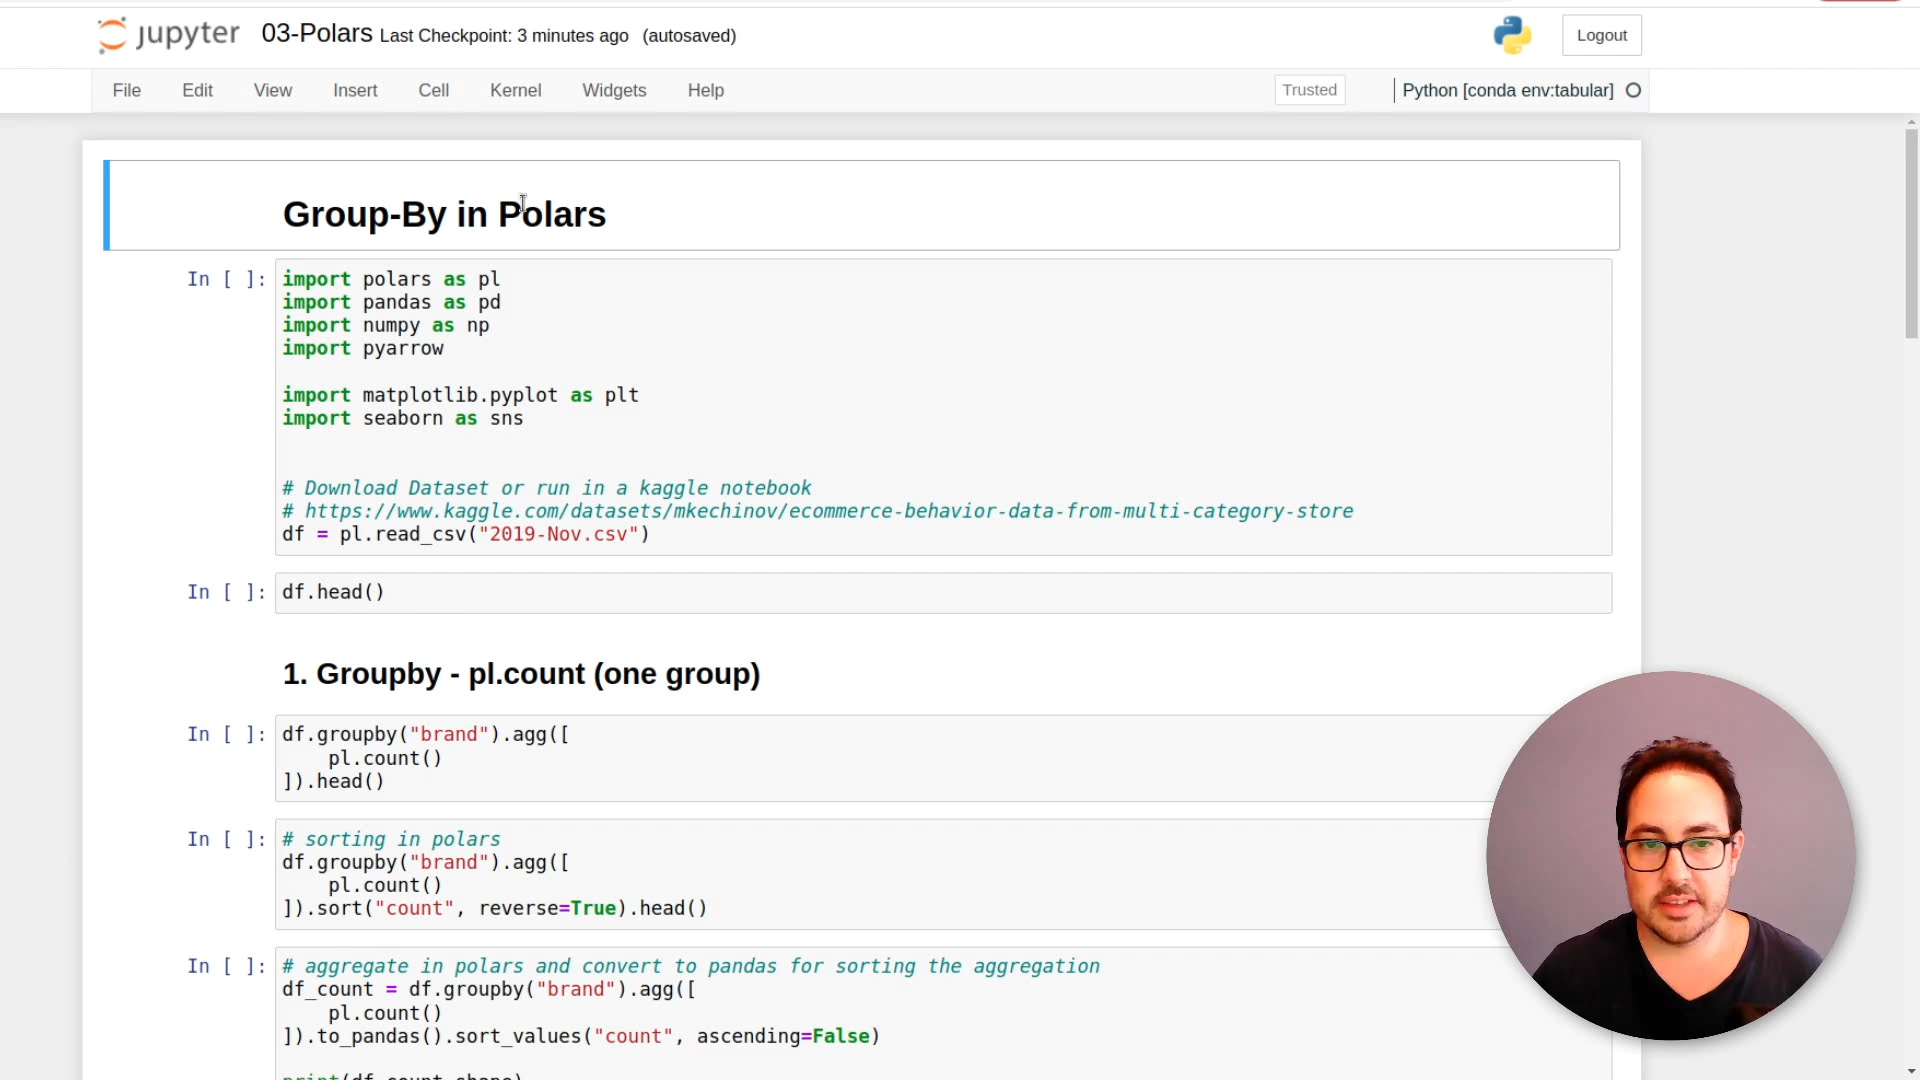 jupyter 03-Polars Last Checkpoint: 3 minutes ago (autosaved) Logout
File Edit View Insert Cell Kernel Widgets Help Trusted Python [conda env:tabular]
Group-By in Polars
In [ ]: import polars as pl
import pandas as pd
import numpy as np
import pyarrow
import matplotlib.pyplot as plt
import seaborn as sns
# Download Dataset or run in a kaggle notebook
# https://www.kaggle.com/datasets/mkechinov/ecommerce-behavior-data-from-multi-category-store
df = pl.read_csv("2019-Nov.csv")
In [ ]: df.head()
1. Groupby - pl.count (one group)
In [ ]: df.groupby("brand").agg([
pl.count()
]).head()
In [ ]: # sorting in polars
df.groupby("brand").agg([
pl.count()
]).sort("count", reverse=True).head()
In [ ]: # aggregate in polars and convert to pandas for sorting the aggregation
df_count = df.groupby("brand").agg([
pl.count()
]).to_pandas().sort_values("count", ascending=False)
print(df_count.shape)